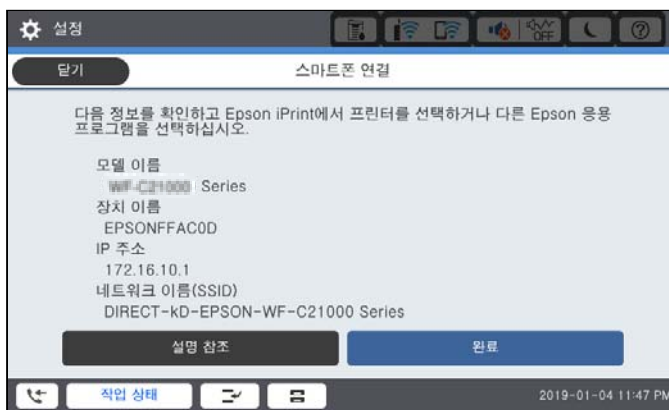 설정
OFF
닫기
스마트폰 연결
다음 정보를 확인하고 Epson iPrint에서 프린터를 선택하거나 다른 Epson 응용
프로그램을 선택하십시오.
모델 이름
WF-C21000 Series
장치 이름
EPSONFFAC0D
IP 주소
172.16.10.1
네트워크 이름(SSID)
DIRECT-kD-EPSON-WF-C21000 Series
설명 참조
완료
작업 상태
2019-01-04 11:47 PM